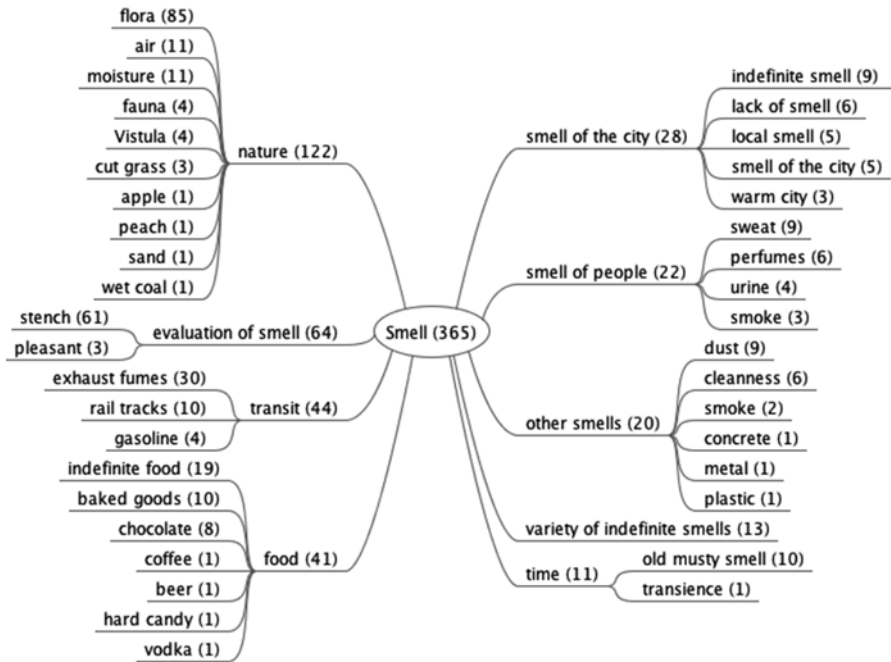 flora (85)
air (11)
moisture (11)
fauna (4)
Vistula (4)
cut grass (3)
apple (1)
peach (1)
sand (1)
wet coal (1)
nature (122)
stench (61)
pleasant (3)
evaluation of smell (64)
exhaust fumes (30)
rail tracks (10)
gasoline (4)
transit (44)
indefinite food (19)
baked goods (10)
chocolate (8)
coffee (1)
beer (1)
hard candy (1)
vodka (1)
food (41)
Smell (365)
smell of the city (28)
indefinite smell (9)
lack of smell (6)
local smell (5)
smell of the city (5)
warm city (3)
smell of people (22)
sweat (9)
perfumes (6)
urine (4)
smoke (3)
other smells (20)
dust (9)
cleanness (6)
smoke (2)
concrete (1)
metal (1)
plastic (1)
variety of indefinite smells (13)
time (11)
old musty smell (10)
transience (1)